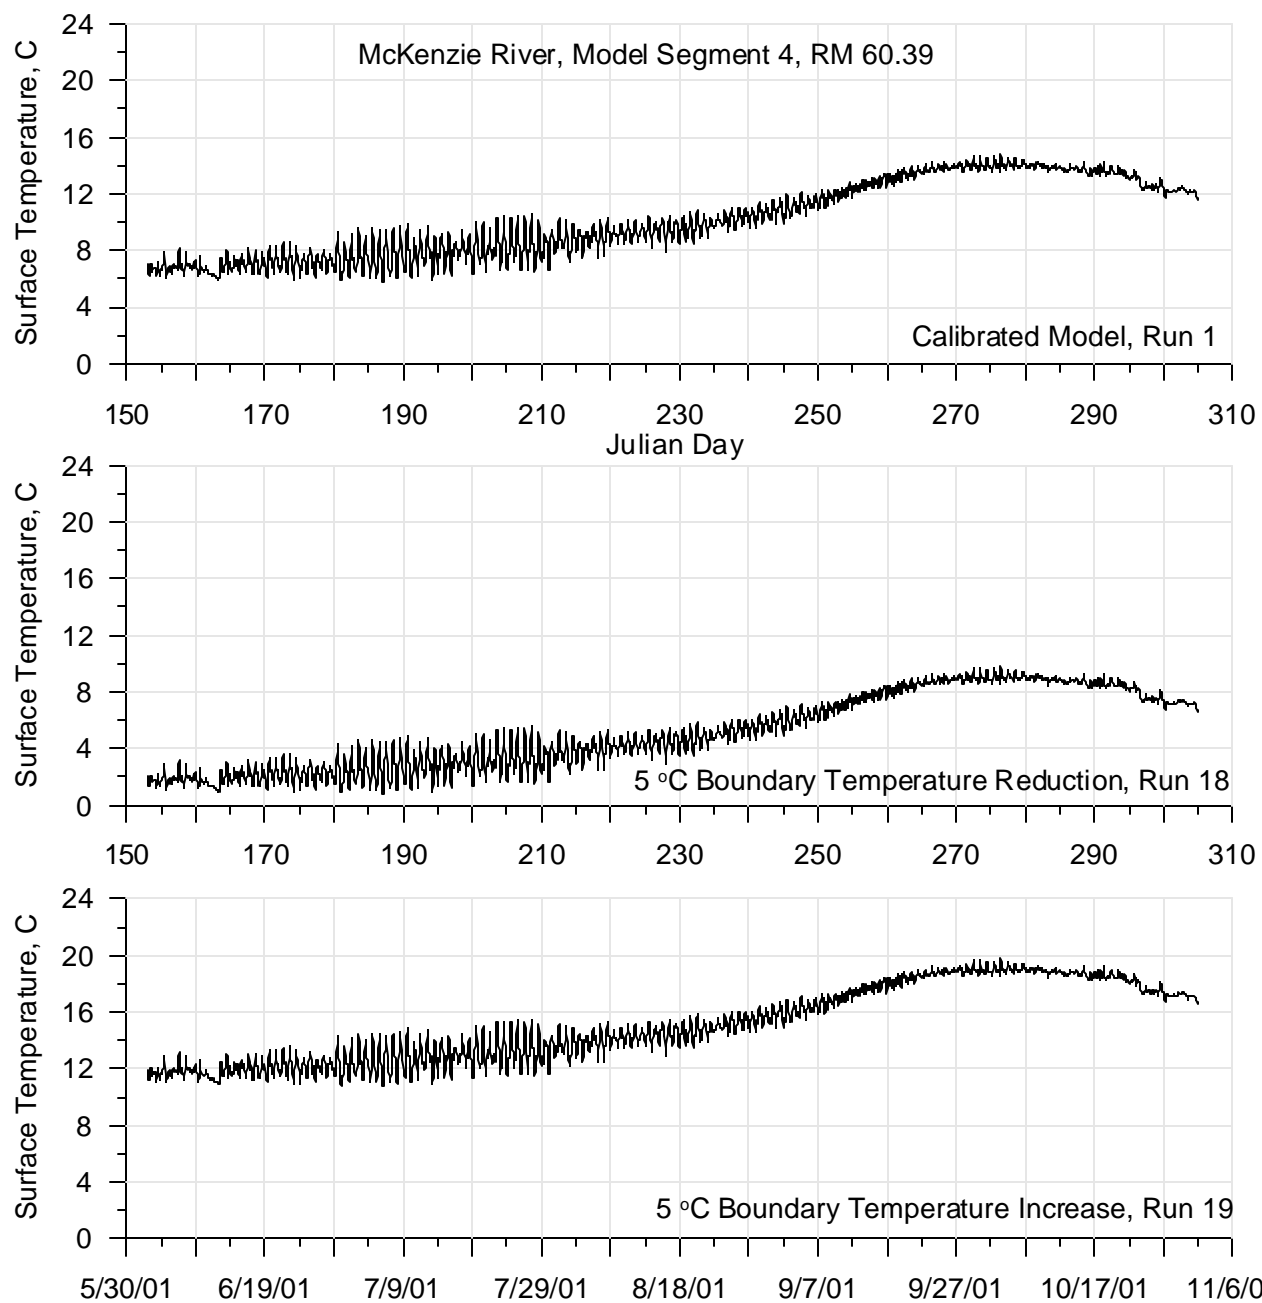 24
McKenzie River, Model Segment 4, RM 60.39
20
16
12
8
4
0
Surface Temperature, C
Calibrated Model, Run 1
150 170 190 210 230 250 270 290 310
Julian Day
24
20
16
12
8
4
0
Surface Temperature, C
5 ºC Boundary Temperature Reduction, Run 18
150 170 190 210 230 250 270 290 310
24
20
16
12
8
4
0
Surface Temperature, C
5 ºC Boundary Temperature Increase, Run 19
5/30/01 6/19/01 7/9/01 7/29/01 8/18/01 9/7/01 9/27/01 10/17/01 11/6/0